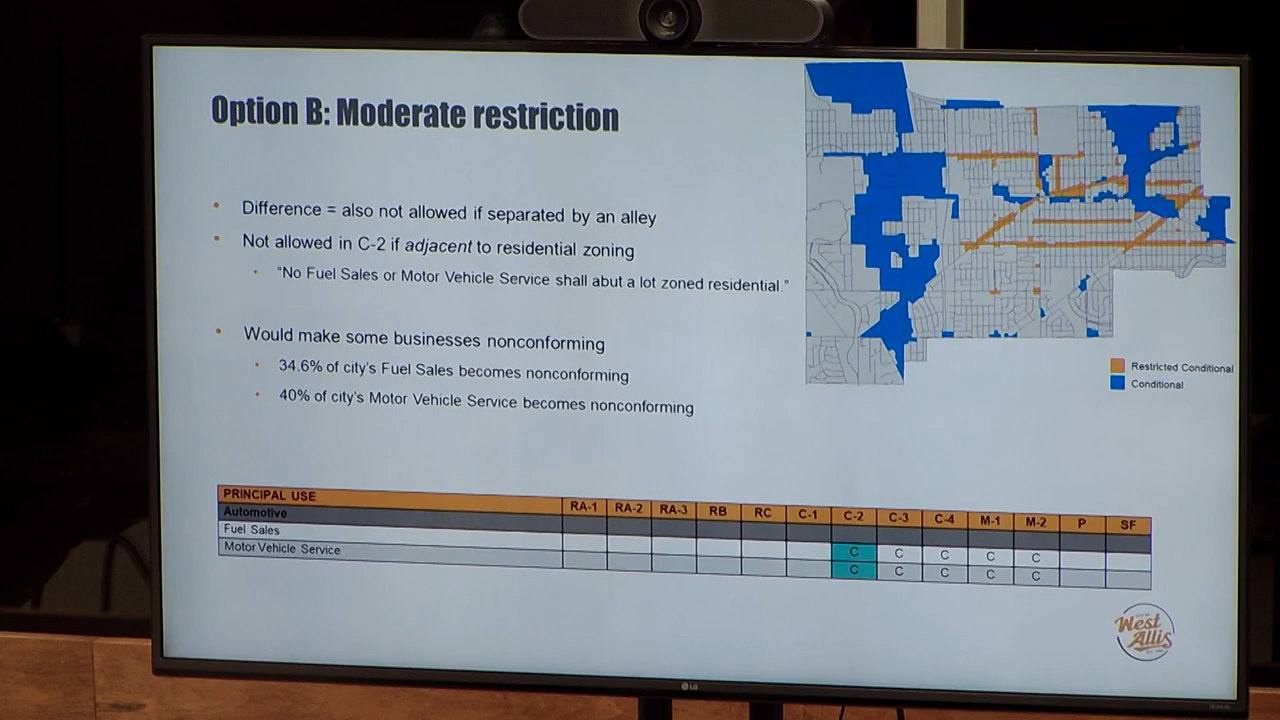 Option B: Moderate restriction
• Difference = also not allowed if separated by an alley
• Not allowed in C-2 if adjacent to residential zoning
• "No Fuel Sales or Motor Vehicle Service shall abut a lot zoned residential."
• Would make some businesses nonconforming
• 34.6% of city's Fuel Sales becomes nonconforming
• 40% of city's Motor Vehicle Service becomes nonconforming
Restricted Conditional
Conditional
PRINCIPAL USE RA-1 RA-2 RA-3 RB RC C-1 C-2 C-3 C-4 M-1 M-2 P SF
Automotive
Fuel Sales C C C C C
Motor Vehicle Service C C C C C
West
Allis
LG